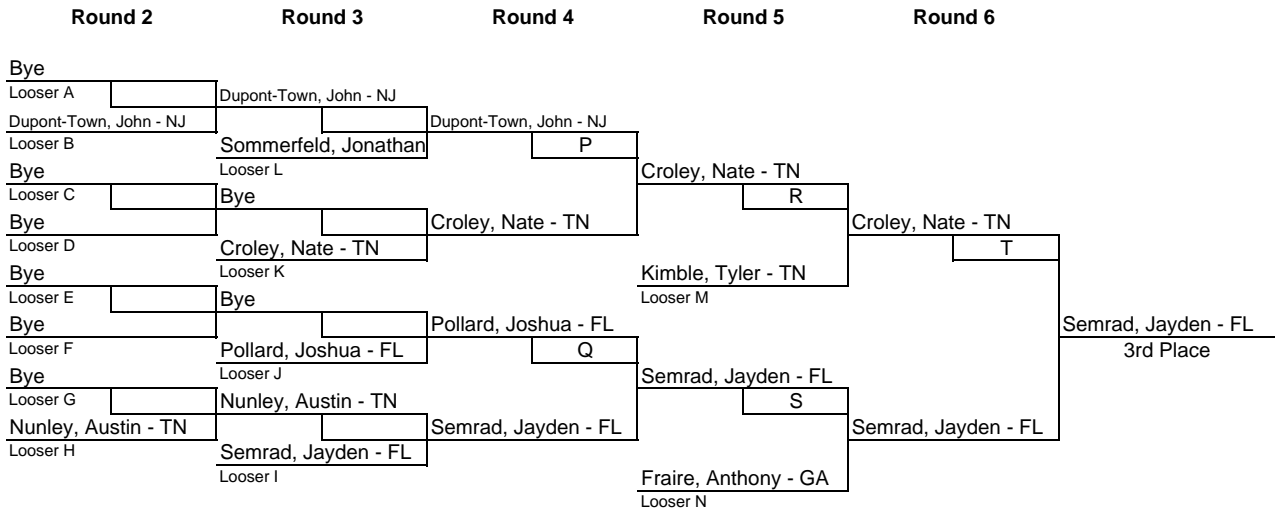 Round 2 Round 3 Round 4 Round 5 Round 6
Bye
Looser A Dupont-Town, John - NJ
Dupont-Town, John - NJ Dupont-Town, John - NJ
Looser B Sommerfeld, Jonathan P
Bye Looser L Croley, Nate - TN
Looser C Bye R
Bye Croley, Nate - TN Croley, Nate - TN
Looser D Croley, Nate - TN T
Bye Looser K Kimble, Tyler - TN
Looser E Bye Looser M
Bye Pollard, Joshua - FL Semrad, Jayden - FL
Looser F Pollard, Joshua - FL Q 3rd Place
Bye Looser J Semrad, Jayden - FL
Looser G Nunley, Austin - TN S
Nunley, Austin - TN Semrad, Jayden - FL Semrad, Jayden - FL
Looser H Semrad, Jayden - FL
Looser I Fraire, Anthony - GA
Looser N